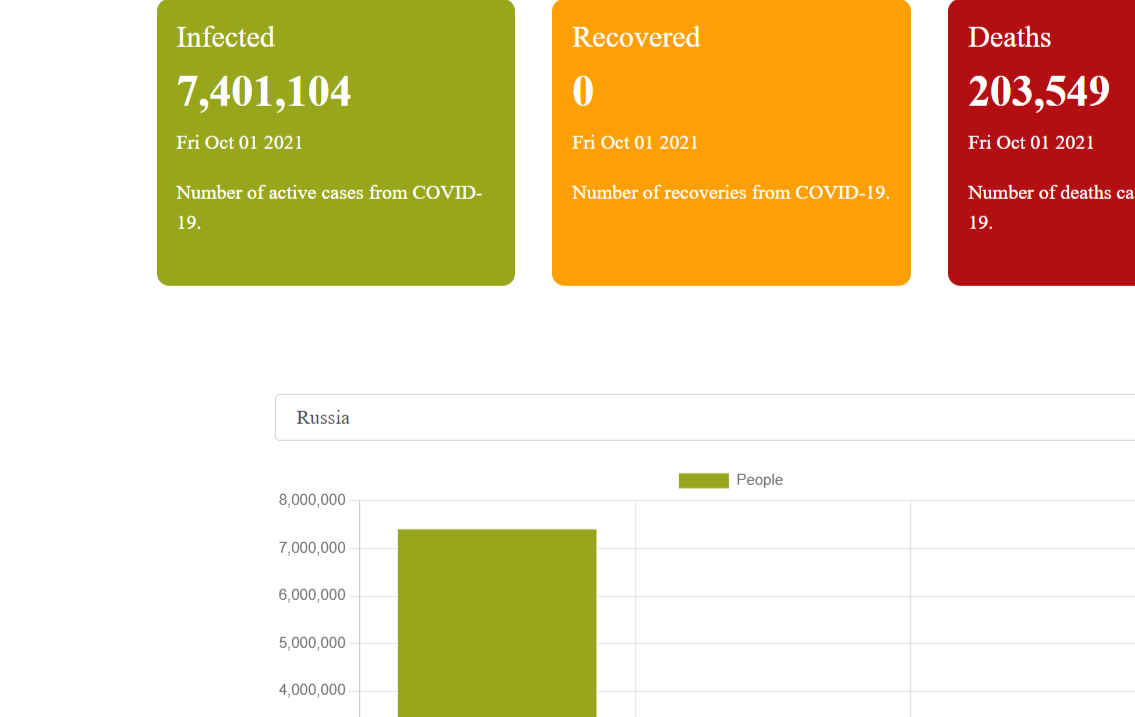 Infected
7,401,104
Fri Oct 01 2021
Number of active cases from COVID-
19.
Recovered
0
Fri Oct 01 2021
Number of recoveries from COVID-19.
Deaths
203,549
Fri Oct 01 2021
Number of deaths ca
19.
Russia
People
8,000,000
7,000,000
6,000,000
5,000,000
4,000,000